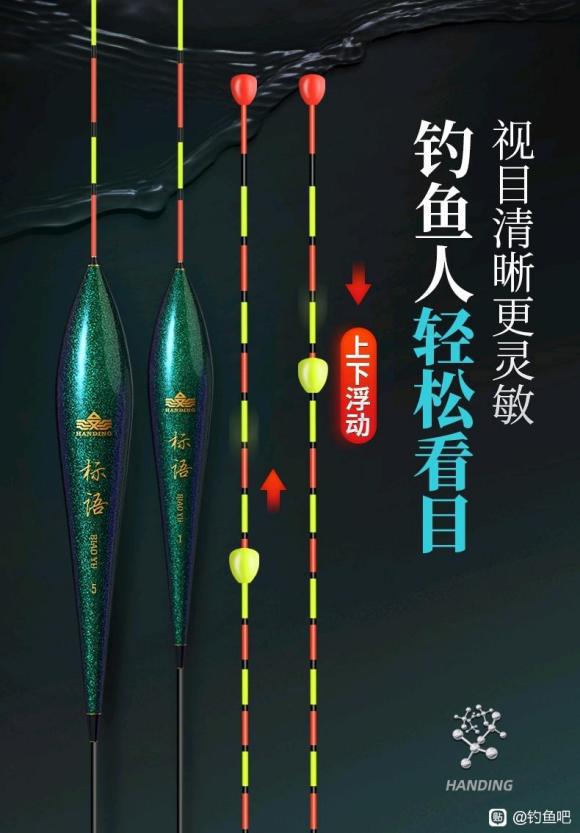 视目清晰更灵敏
钓鱼人轻松看目
上下浮动
HANDING
标语
BIAO YU
5
HANDING
标语
BIAO YU
1
HANDING
贴 @钓鱼吧